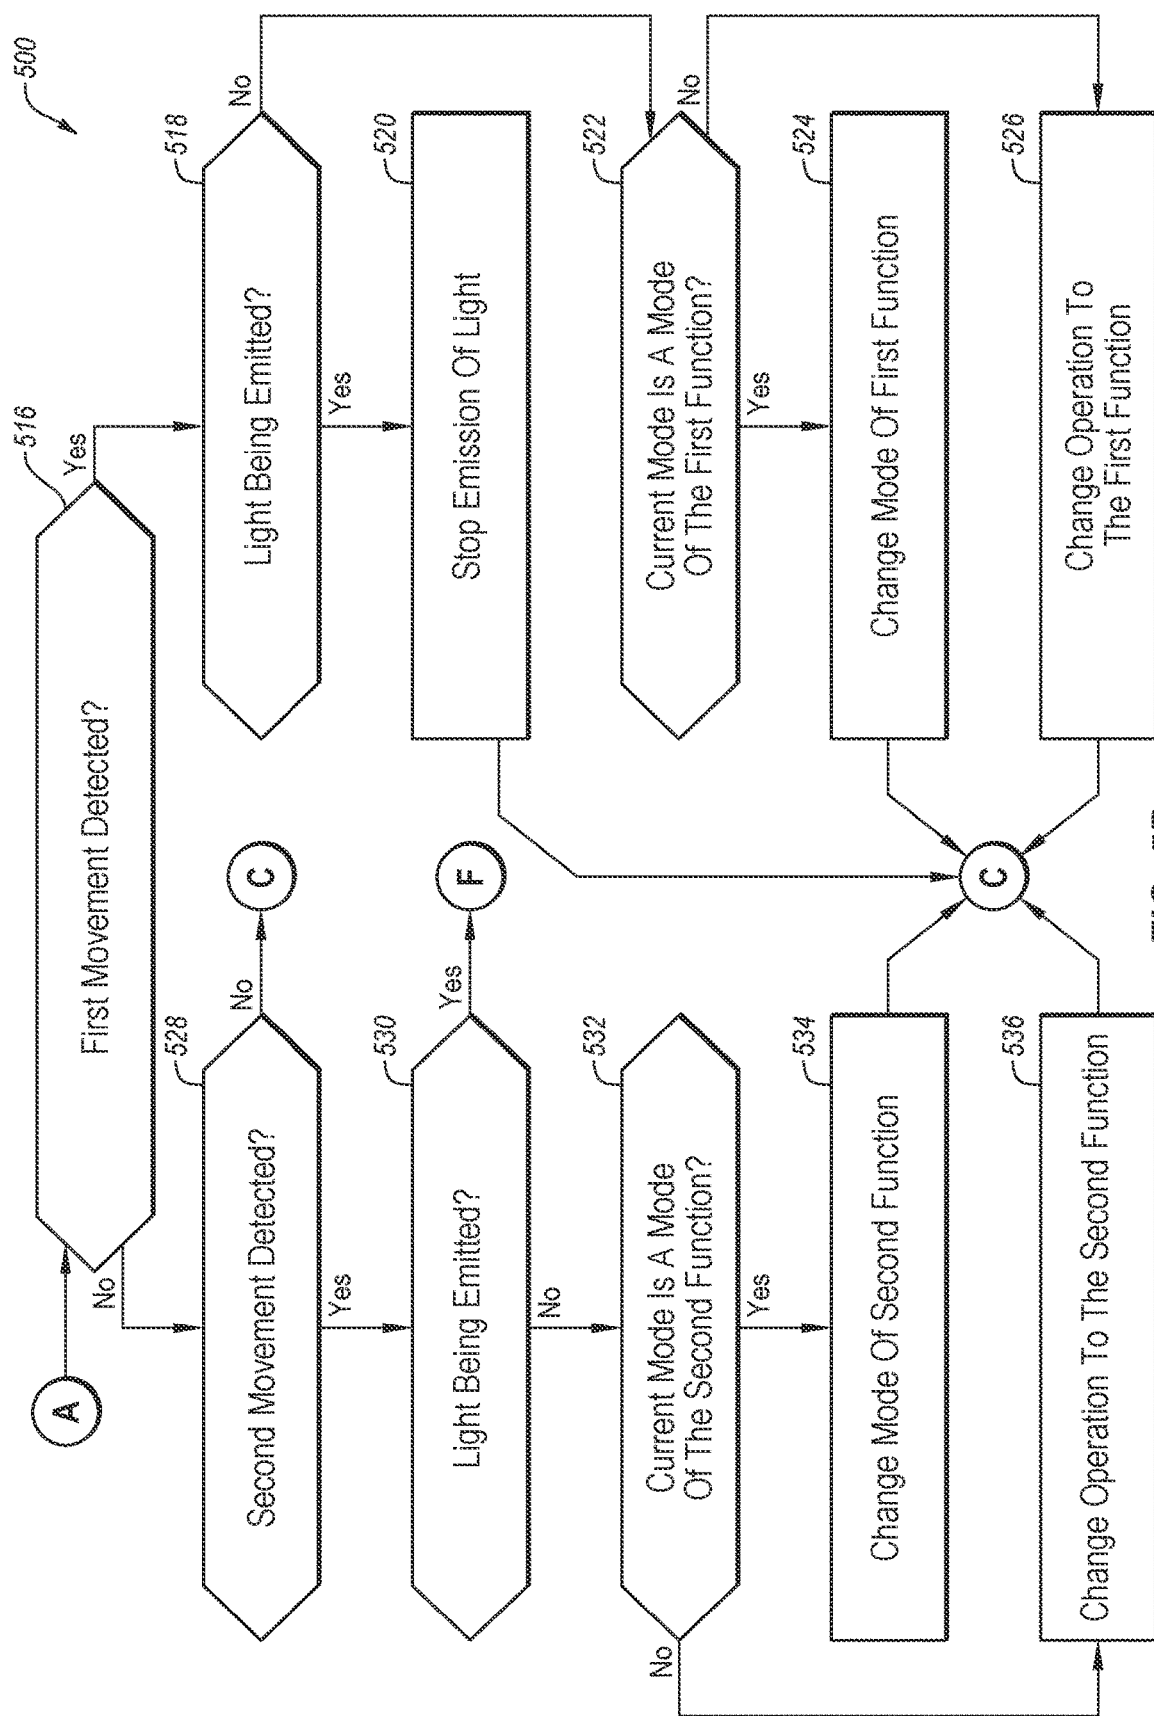 500
A
First Movement Detected?
516
Yes
No
Second Movement Detected?
528
No
C
Yes
Light Being Emitted?
518
No
Yes
Light Being Emitted?
530
Yes
F
No
Stop Emission Of Light
520
Current Mode Is A Mode
Of The Second Function?
532
Yes
No
Current Mode Is A Mode
Of The First Function?
522
No
Yes
Change Mode Of Second Function
534
Change Mode Of First Function
524
C
Change Operation To The Second Function
536
Change Operation To
The First Function
526